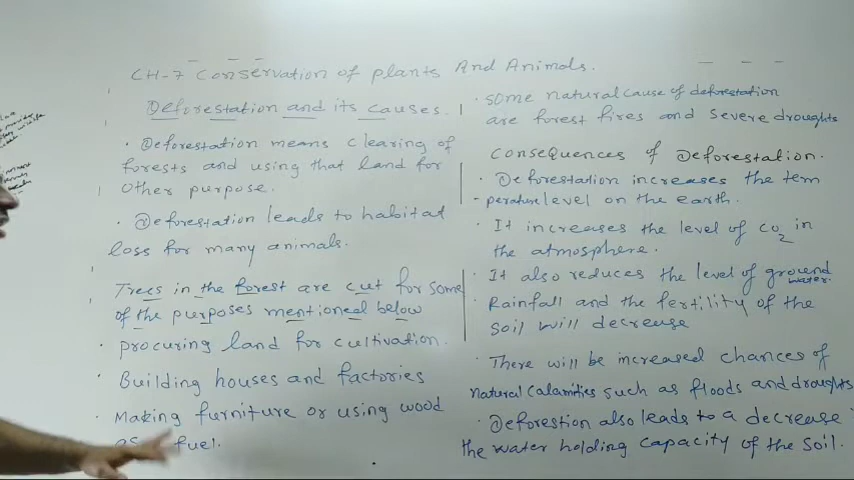 CH-7 Conservation of plants And Animals.
Deforestation and its causes.
• Deforestation means clearing of
forests and using that land for
other purpose.
• Deforestation leads to habitat
loss for many animals.
Trees in the forest are cut for some
of the purposes mentioned below
• procuring land for cultivation.
• Building houses and factories
• Making furniture or using wood
as fuel.
• some natural cause of deforestation
are forest fires and severe droughts
Consequences of Deforestation.
• Deforestation increases the tem
-perature level on the earth.
• It increases the level of CO2 in
the atmosphere.
• It also reduces the level of ground
water.
• Rainfall and the fertility of the
soil will decrease
• There will be increased chances of
natural calamities such as floods and droughts
• Deforestion also leads to a decrease
the water holding capacity of the soil.